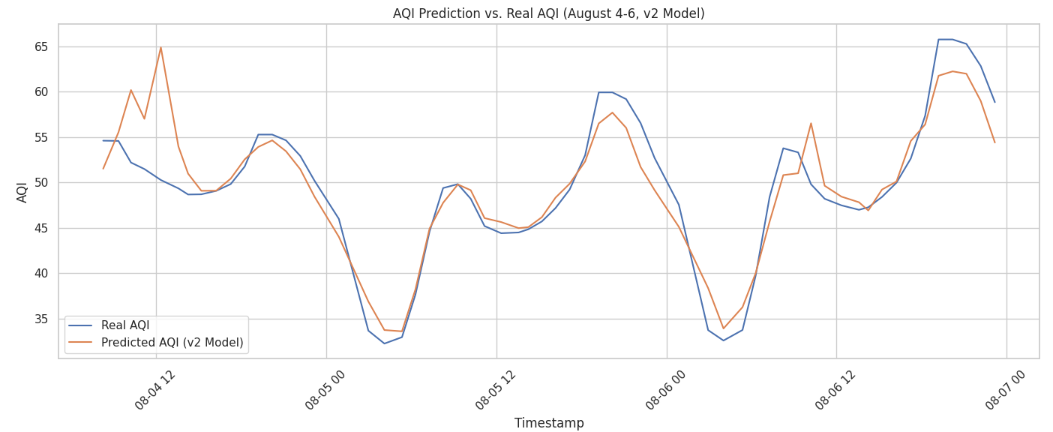 AQI Prediction vs. Real AQI (August 4-6, v2 Model)
AQI
65
60
55
50
45
40
35
Real AQI
Predicted AQI (v2 Model)
08-04 12
08-05 00
08-05 12
08-06 00
08-06 12
08-07 00
Timestamp